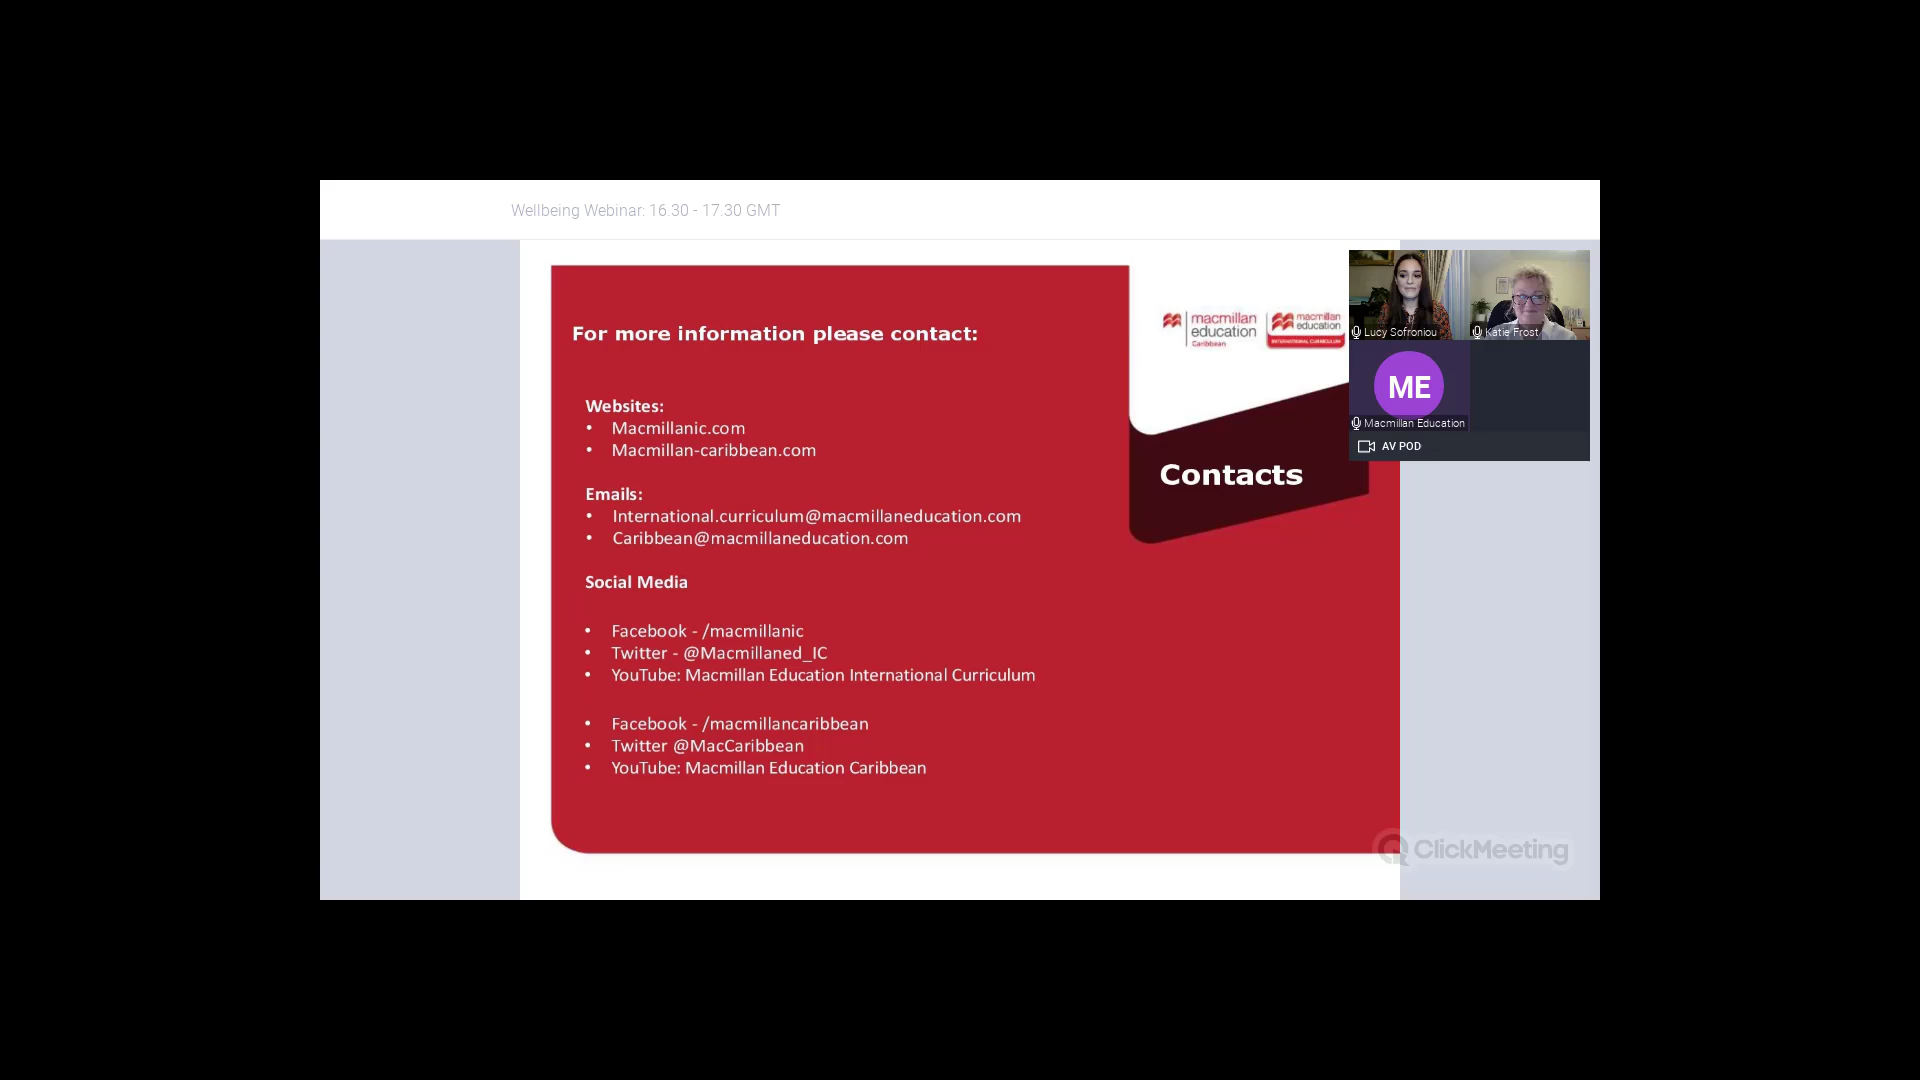 Wellbeing Webinar: 16.30 - 17.30 GMT
For more information please contact:
Websites:
• Macmillanic.com
• Macmillan-caribbean.com
Emails:
• International.curriculum@macmillaneducation.com
• Caribbean@macmillaneducation.com
Social Media
• Facebook - /macmillanic
• Twitter - @Macmillaned_IC
• YouTube: Macmillan Education International Curriculum
• Facebook - /macmillancaribbean
• Twitter @MacCaribbean
• YouTube: Macmillan Education Caribbean
macmillan
education
Caribbean
macmillan
education
INTERNATIONAL CURRICULUM
Contacts
Lucy Sofroniou
Katie Frost
ME
Macmillan Education
AV POD
ClickMeeting